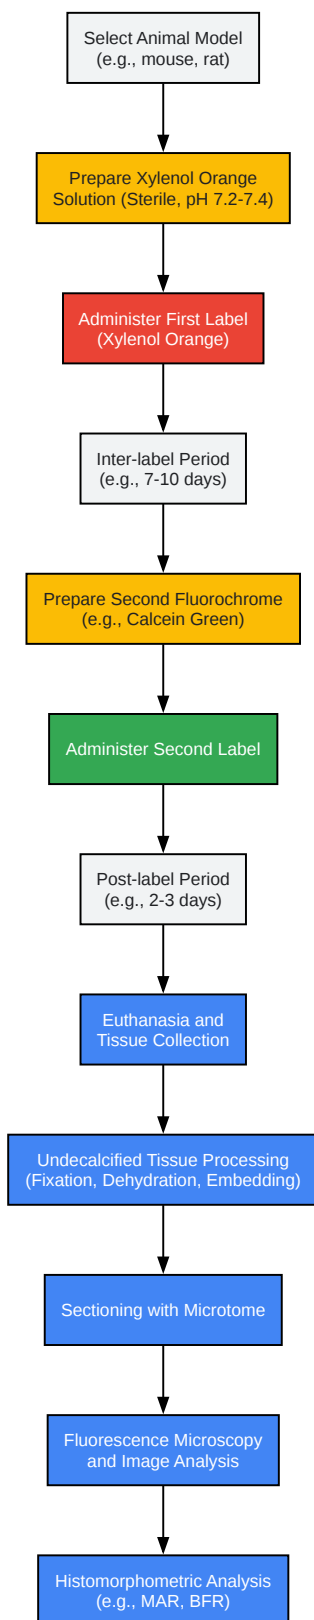 Select Animal Model
(e.g., mouse, rat)
Prepare Xylenol Orange
Solution (Sterile, pH 7.2-7.4)
Administer First Label
(Xylenol Orange)
Inter-label Period
(e.g., 7-10 days)
Prepare Second Fluorochrome
(e.g., Calcein Green)
Administer Second Label
Post-label Period
(e.g., 2-3 days)
Euthanasia and
Tissue Collection
Undecalcified Tissue Processing
(Fixation, Dehydration, Embedding)
Sectioning with Microtome
Fluorescence Microscopy
and Image Analysis
Histomorphometric Analysis
(e.g., MAR, BFR)